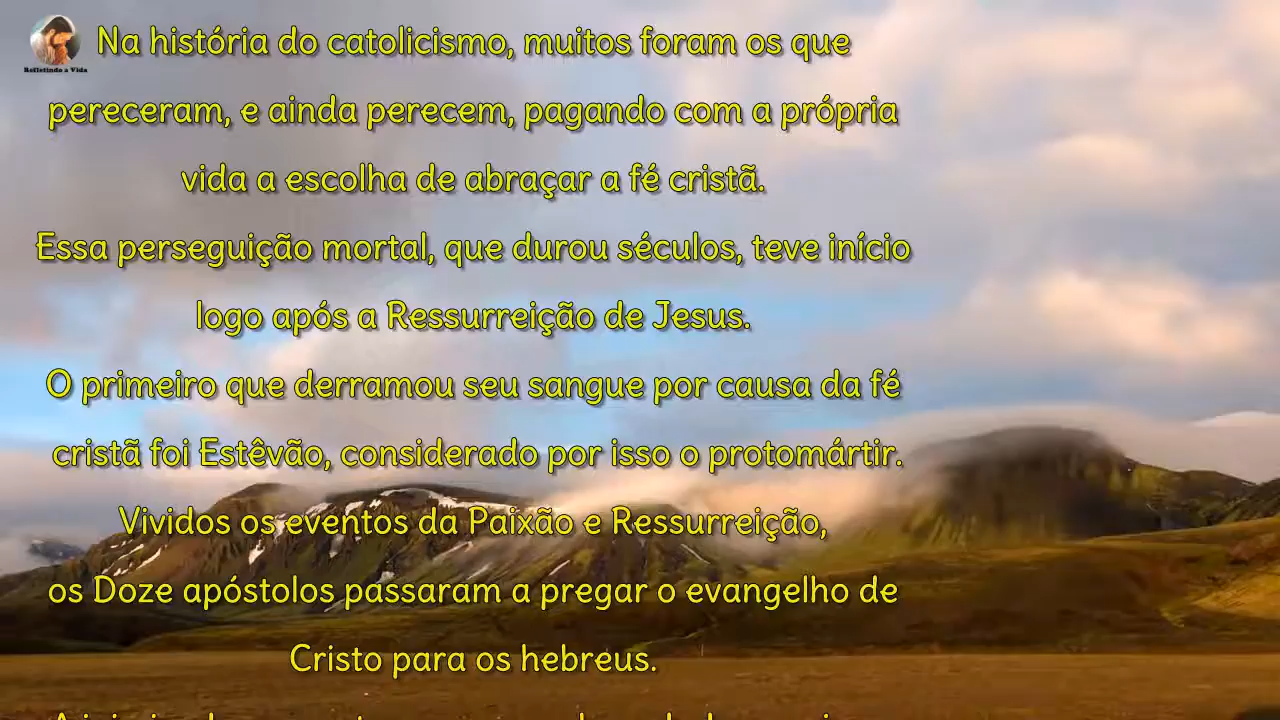 Na história do catolicismo, muitos foram os que
Refletindo a Vida
pereceram, e ainda perecem, pagando com a própria
vida a escolha de abraçar a fé cristã.
Essa perseguição mortal, que durou séculos, teve início
logo após a Ressurreição de Jesus.
O primeiro que derramou seu sangue por causa da fé
cristã foi Estêvão, considerado por isso o protomártir.
Vividos os eventos da Paixão e Ressurreição,
os Doze apóstolos passaram a pregar o evangelho de
Cristo para os hebreus.